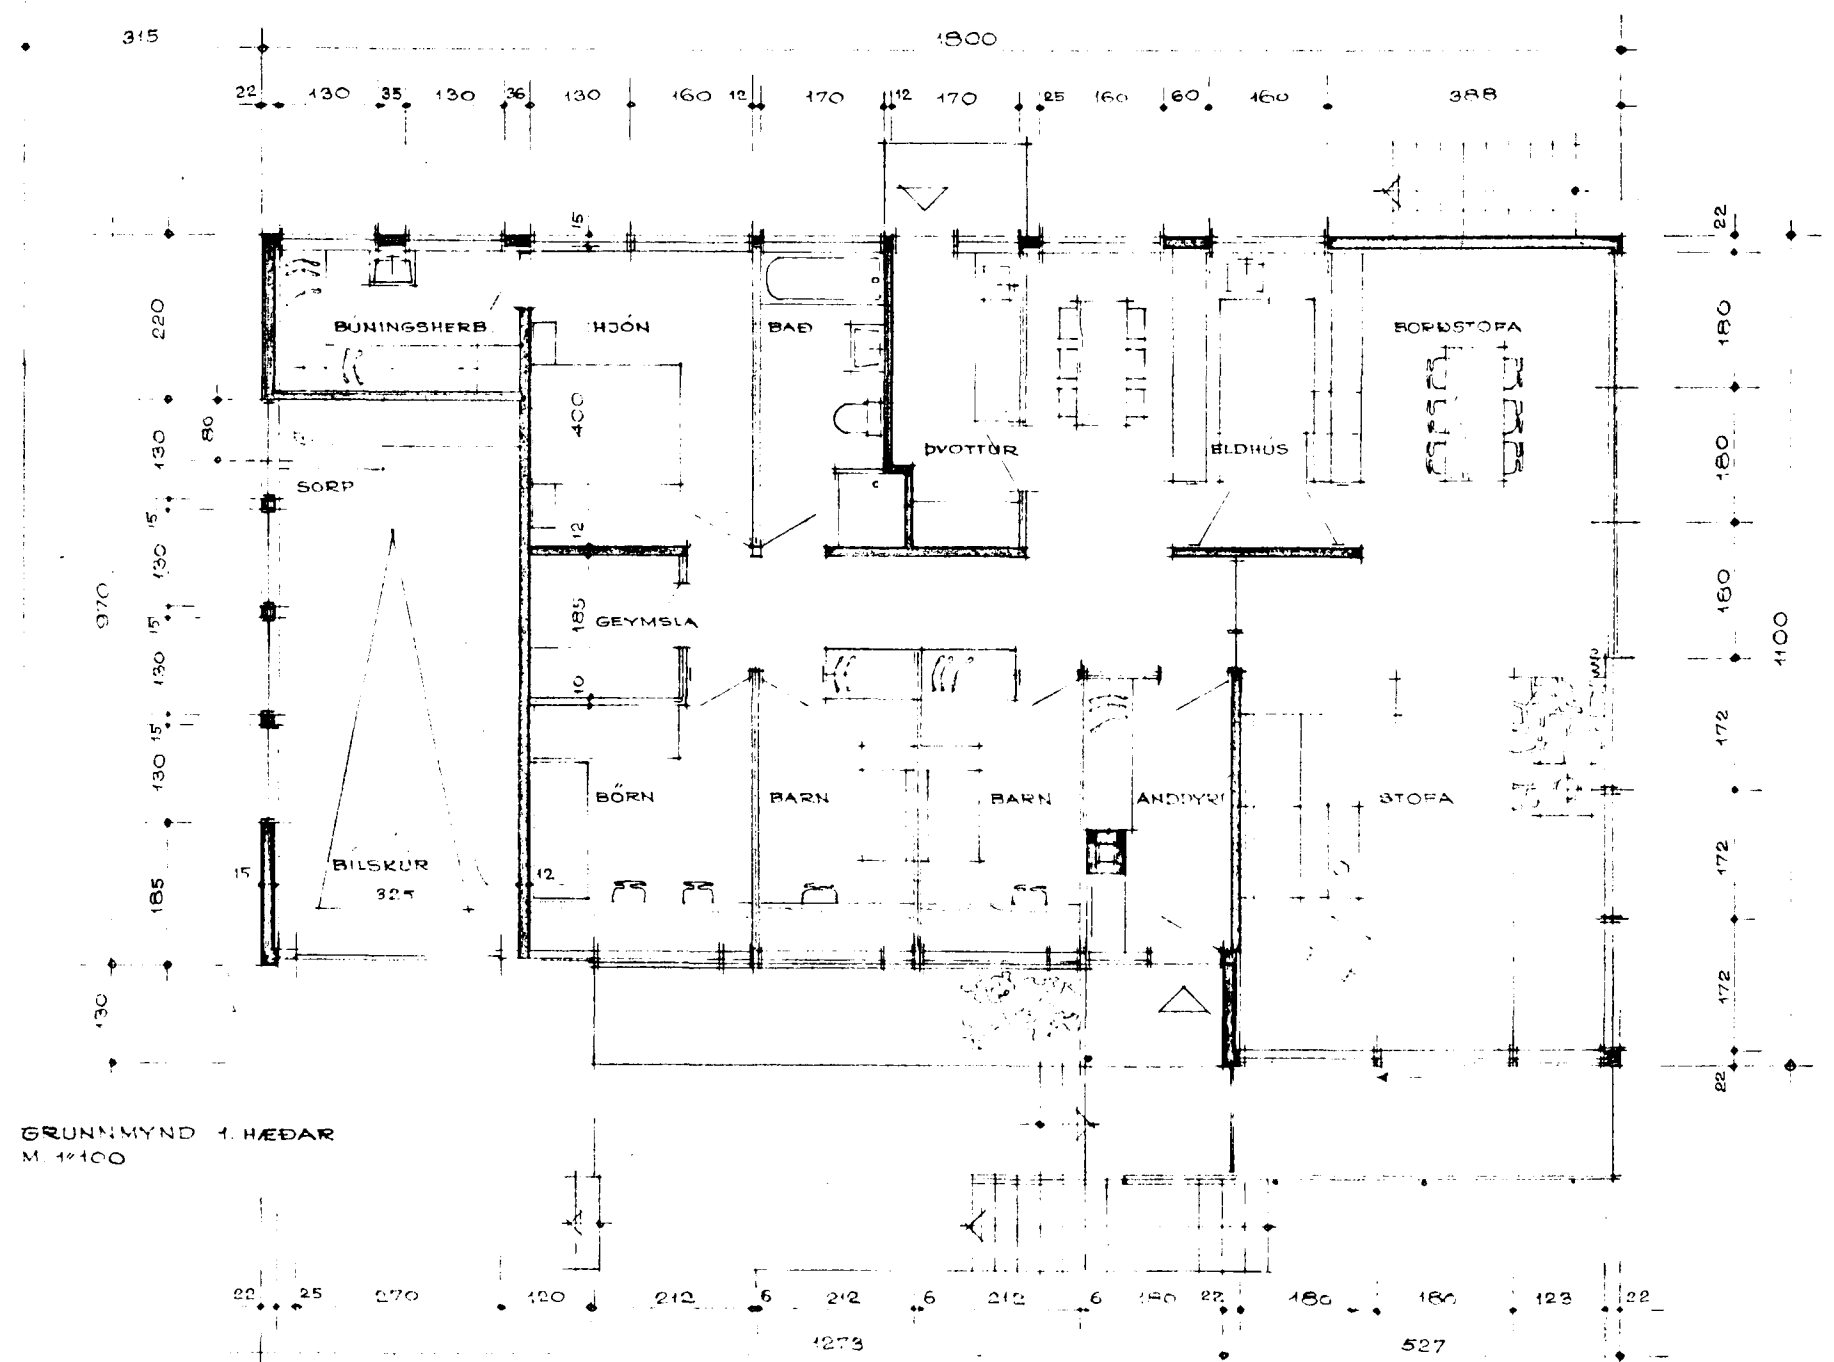 315 1800
22 130 35 130 36 130 160 12 170 12 170 25 160 60 160 388
15 22
220 BÚNINGSHERB. HJÓN BAÐ BORÐSTOFA 180
80 130 400 ÞVOTTUR ELDHÚS 180
SORP
15 12
130 970 15 185 GEYMSLA 180 1100
130 10
15 172
130 BÖRN BARN BARN ANDDYRI STOFA
BÍLSKÚR 172
15 325 12
185
130 172
22
GRUNNMYND 1. HÆÐAR
M. 1:100
22 25 270 120 212 6 212 6 212 6 180 22 180 180 123 22
1273 527